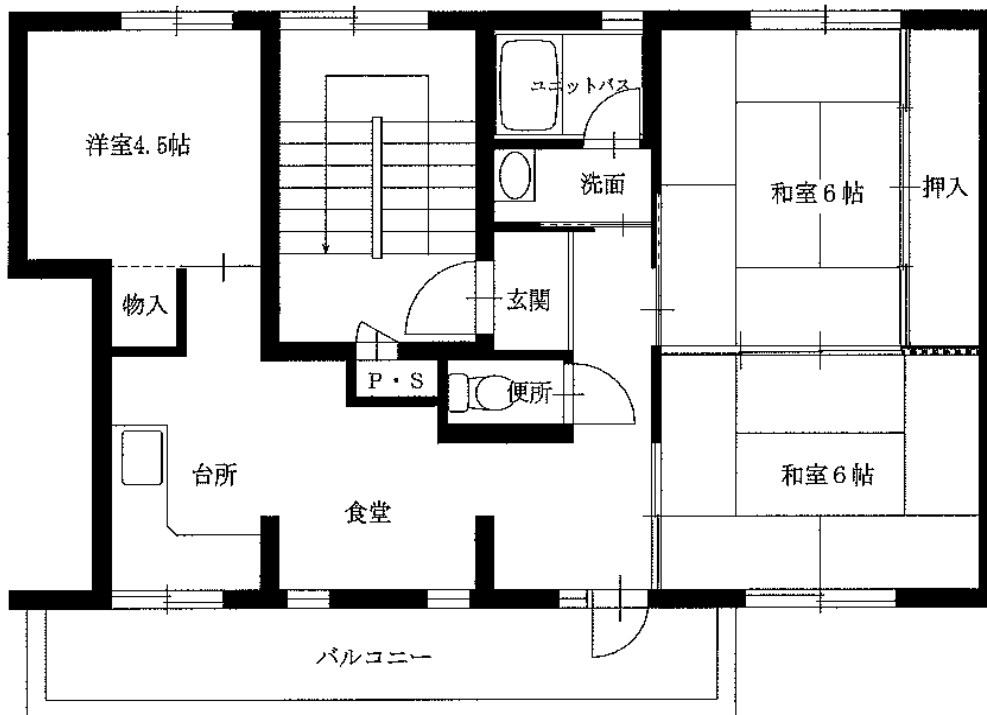 ユニットバス
洋室4.5帖
洗面
和室6帖
押入
物入
玄関
P・S
便所
台所
食堂
和室6帖
バルコニー